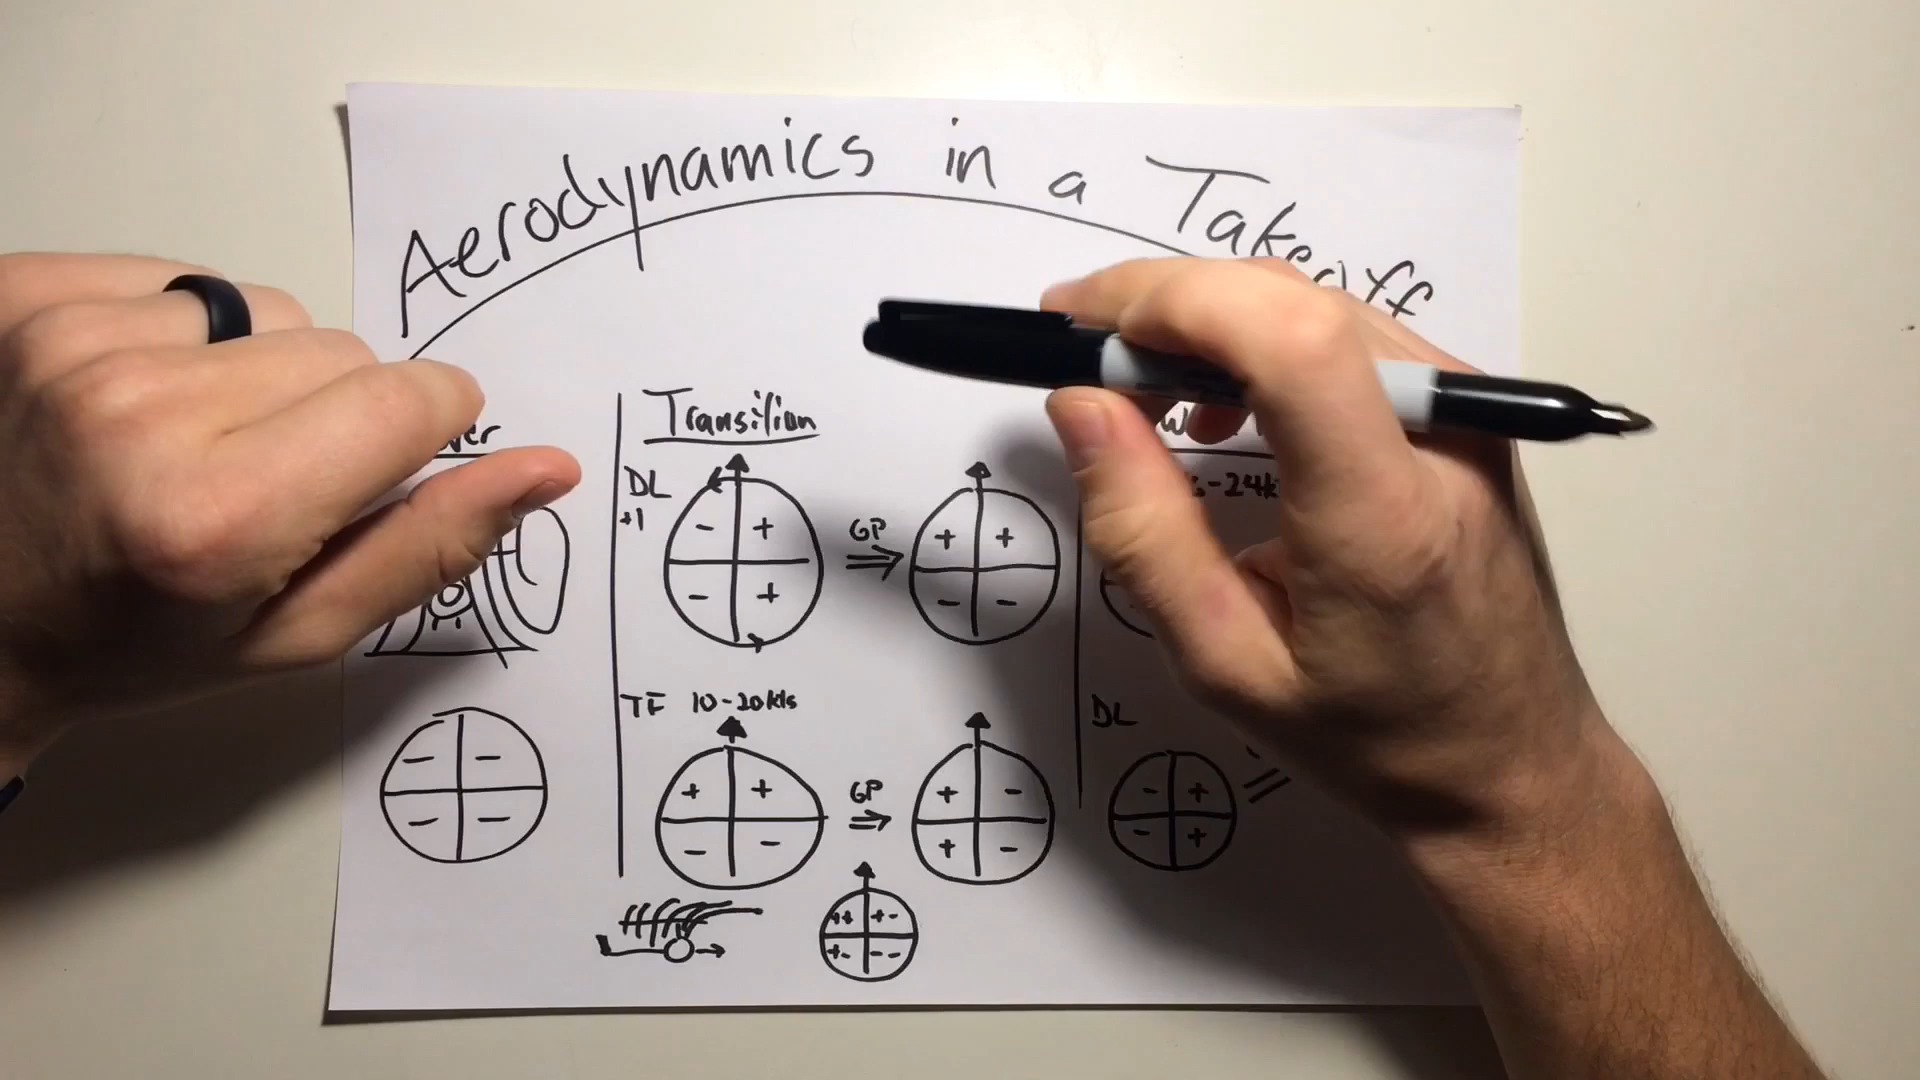 Aerodynamics in a Takeoff
Transition
DL
+1
- +
- +
GP
⇒
+ +
- -
TF 10-20kts
+ +
- -
GP
⇒
+ -
+ -
- -
- -
DL
- +
- +
++ +-
+- --